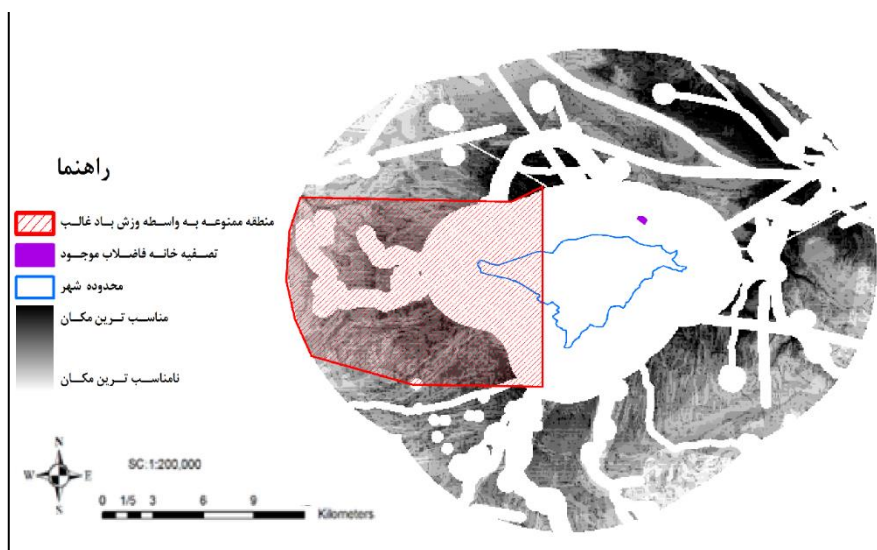 راهنما
منطقه ممنوعه به واسطه وزش باد غالب
تصفیه خانه فاضلاب موجود
محدوده شهر
مناسب ترین مکان
نامناسب ترین مکان
N
W E
S
SC:1:200,000
0 1/5 3 6 9
Kilometers